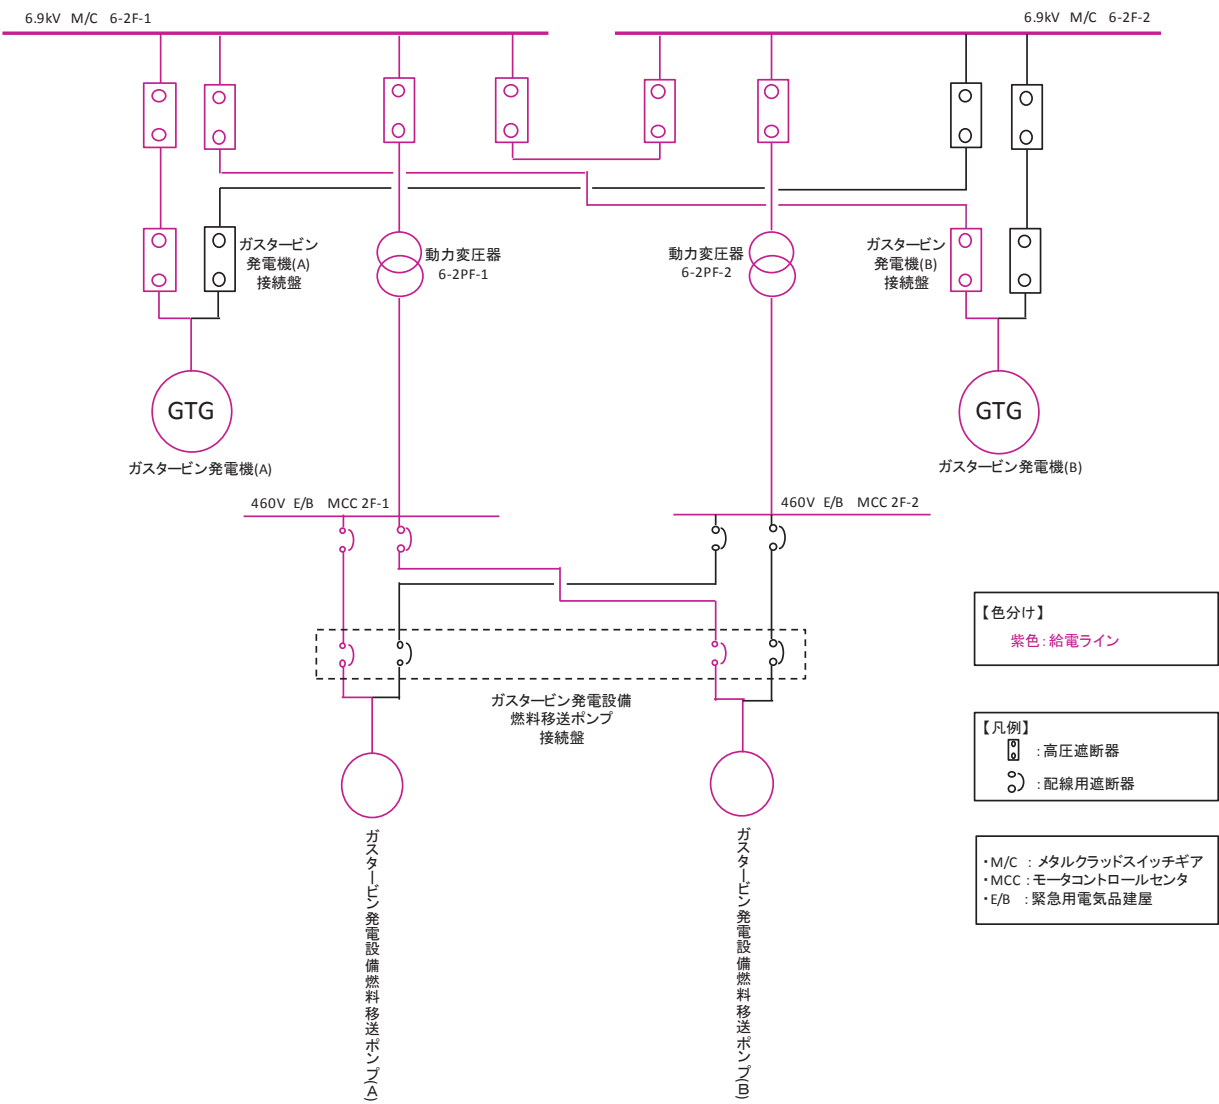 6.9kV M/C 6-2F-1
6.9kV M/C 6-2F-2
ガスタービン
発電機(A)
接続盤
動力変圧器
6-2PF-1
動力変圧器
6-2PF-2
ガスタービン
発電機(B)
接続盤
GTG
GTG
ガスタービン発電機(A)
ガスタービン発電機(B)
460V E/B MCC 2F-1
460V E/B MCC 2F-2
【色分け】
紫色：給電ライン
ガスタービン発電設備
燃料移送ポンプ
接続盤
【凡例】
：高圧遮断器
：配線用遮断器
ガスタービン発電設備燃料移送ポンプ(A)
ガスタービン発電設備燃料移送ポンプ(B)
・M/C ：メタルクラッドスイッチギア
・MCC：モータコントロールセンタ
・E/B ：緊急用電気品建屋